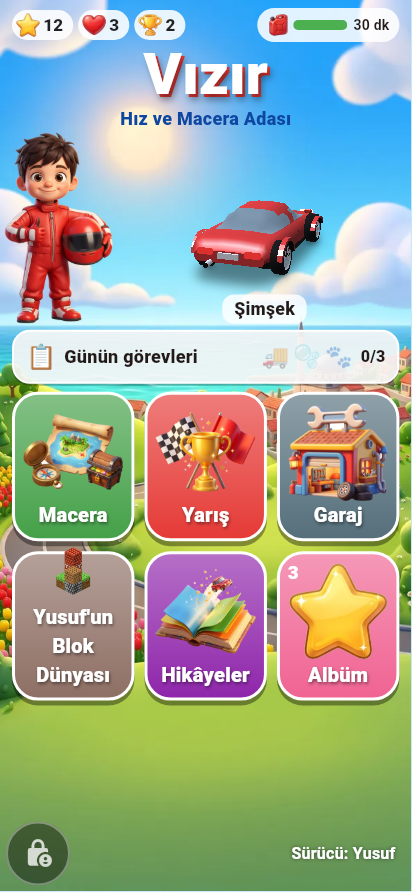 12 3 2 30 dk
Vızır
Hız ve Macera Adası
Şimşek
Günün görevleri 0/3
Macera Yarış Garaj
Yusuf'un
Blok
Dünyası
Hikâyeler
3
Albüm
Sürücü: Yusuf